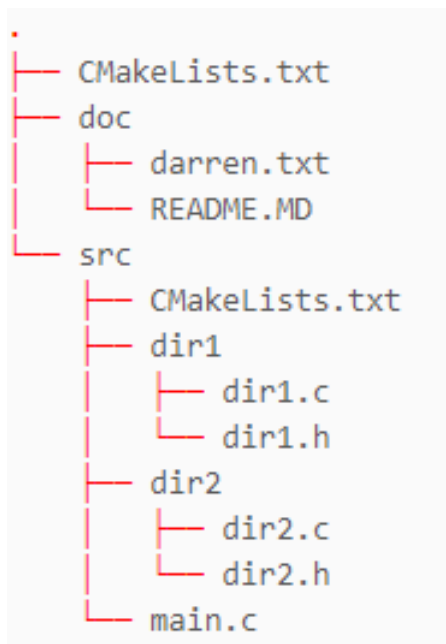 .
├── CMakeLists.txt
├── doc
│   ├── darren.txt
│   └── README.MD
└── src
    ├── CMakeLists.txt
    ├── dir1
    │   ├── dir1.c
    │   └── dir1.h
    ├── dir2
    │   ├── dir2.c
    │   └── dir2.h
    └── main.c